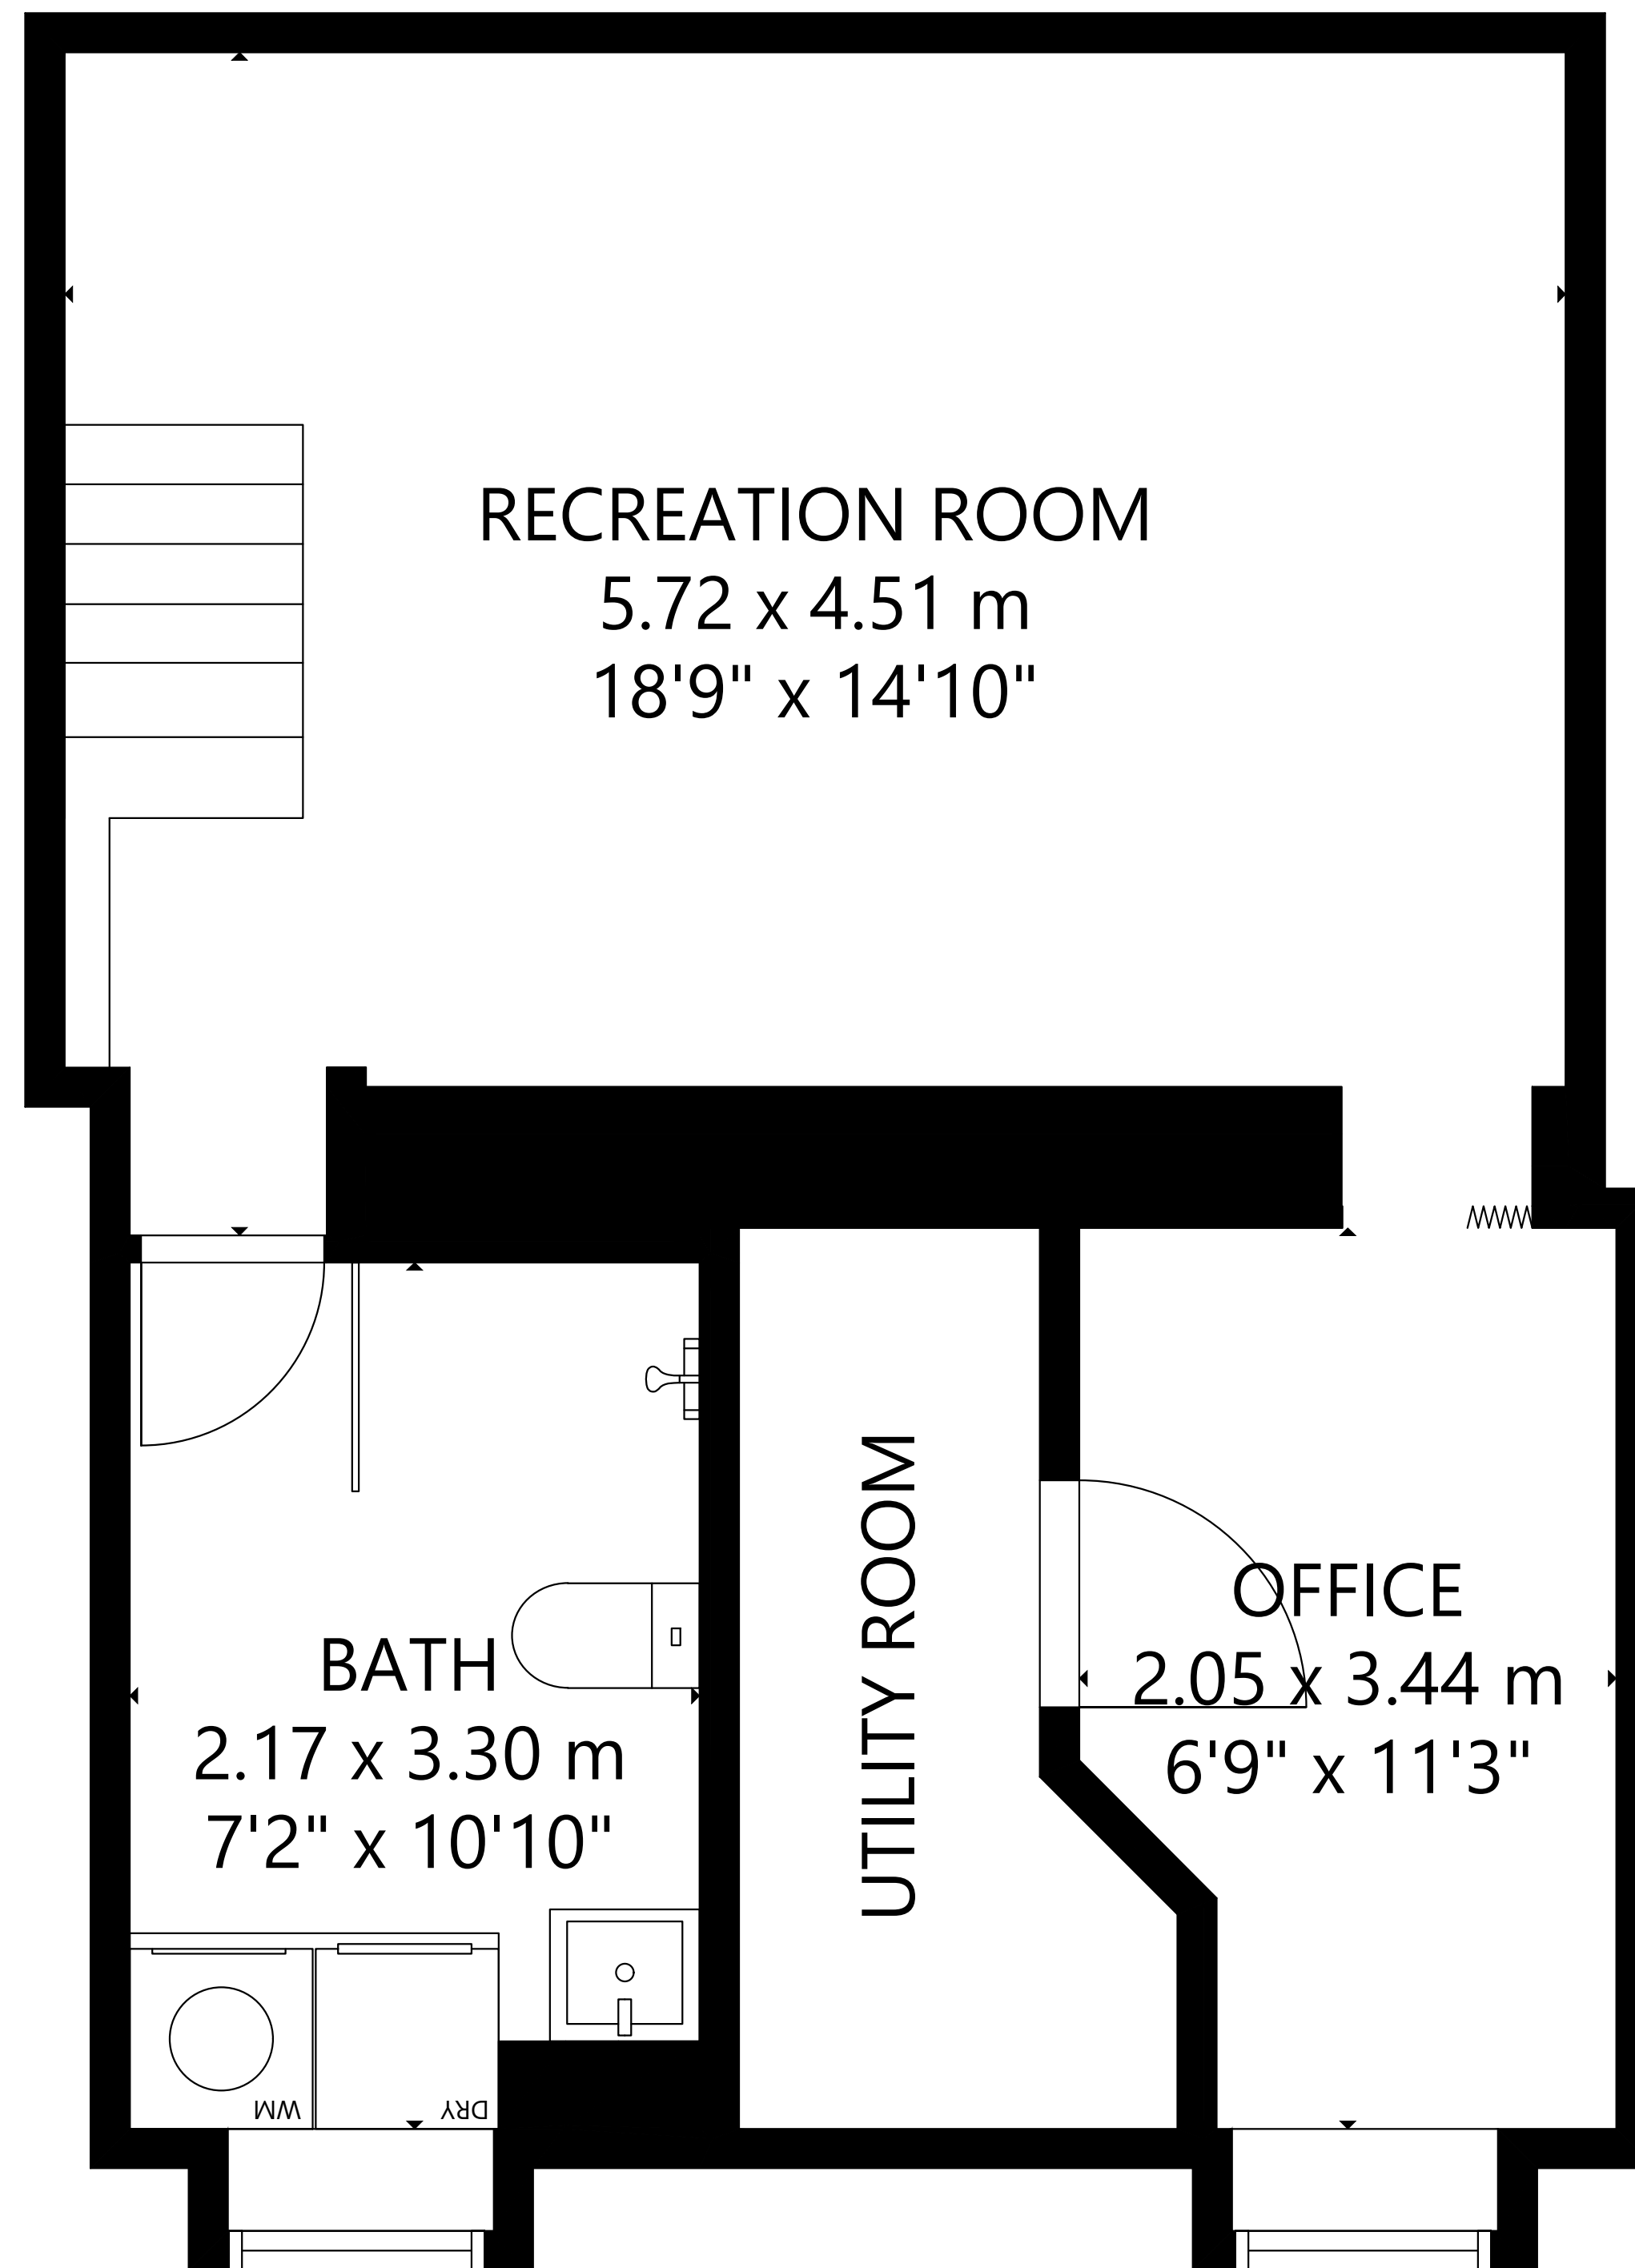 RECREATION ROOM
5.72 x 4.51 m
18'9" x 14'10"
UTILITY ROOM
OFFICE
2.05 x 3.44 m
6'9" x 11'3"
BATH
2.17 x 3.30 m
7'2" x 10'10"
WM
DRY